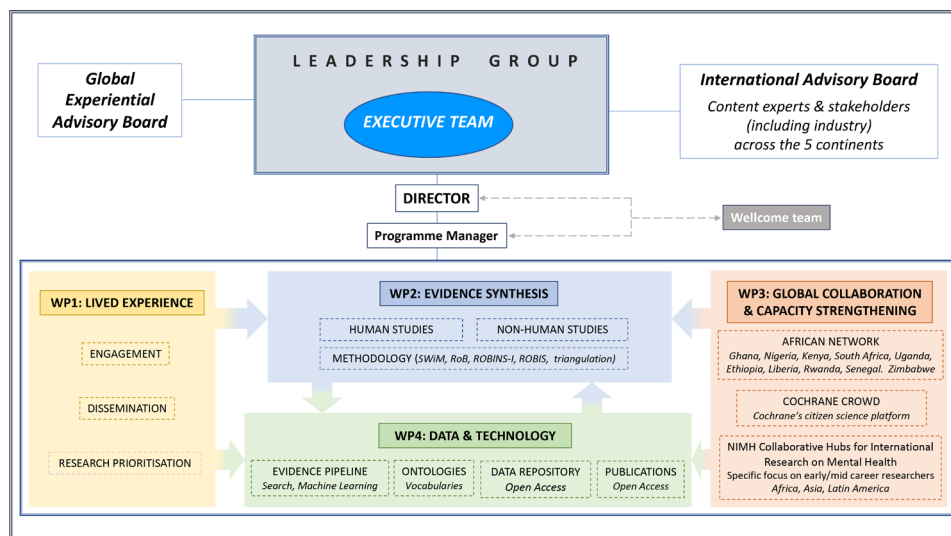 LEADERSHIP GROUP
EXECUTIVE TEAM
Global
Experiential
Advisory Board
International Advisory Board
Content experts & stakeholders
(including industry)
across the 5 continents
DIRECTOR
Programme Manager
Wellcome team
WP1: LIVED EXPERIENCE
ENGAGEMENT
DISSEMINATION
RESEARCH PRIORITISATION
WP2: EVIDENCE SYNTHESIS
HUMAN STUDIES
NON-HUMAN STUDIES
METHODOLOGY (SWiM, RoB, ROBINS-I, ROBIS, triangulation)
WP3: GLOBAL COLLABORATION
& CAPACITY STRENGTHENING
AFRICAN NETWORK
Ghana, Nigeria, Kenya, South Africa, Uganda,
Ethiopia, Liberia, Rwanda, Senegal. Zimbabwe
COCHRANE CROWD
Cochrane's citizen science platform
NIMH Collaborative Hubs for International
Research on Mental Health
Specific focus on early/mid career researchers
Africa, Asia, Latin America
WP4: DATA & TECHNOLOGY
EVIDENCE PIPELINE
Search, Machine Learning
ONTOLOGIES
Vocabularies
DATA REPOSITORY
Open Access
PUBLICATIONS
Open Access